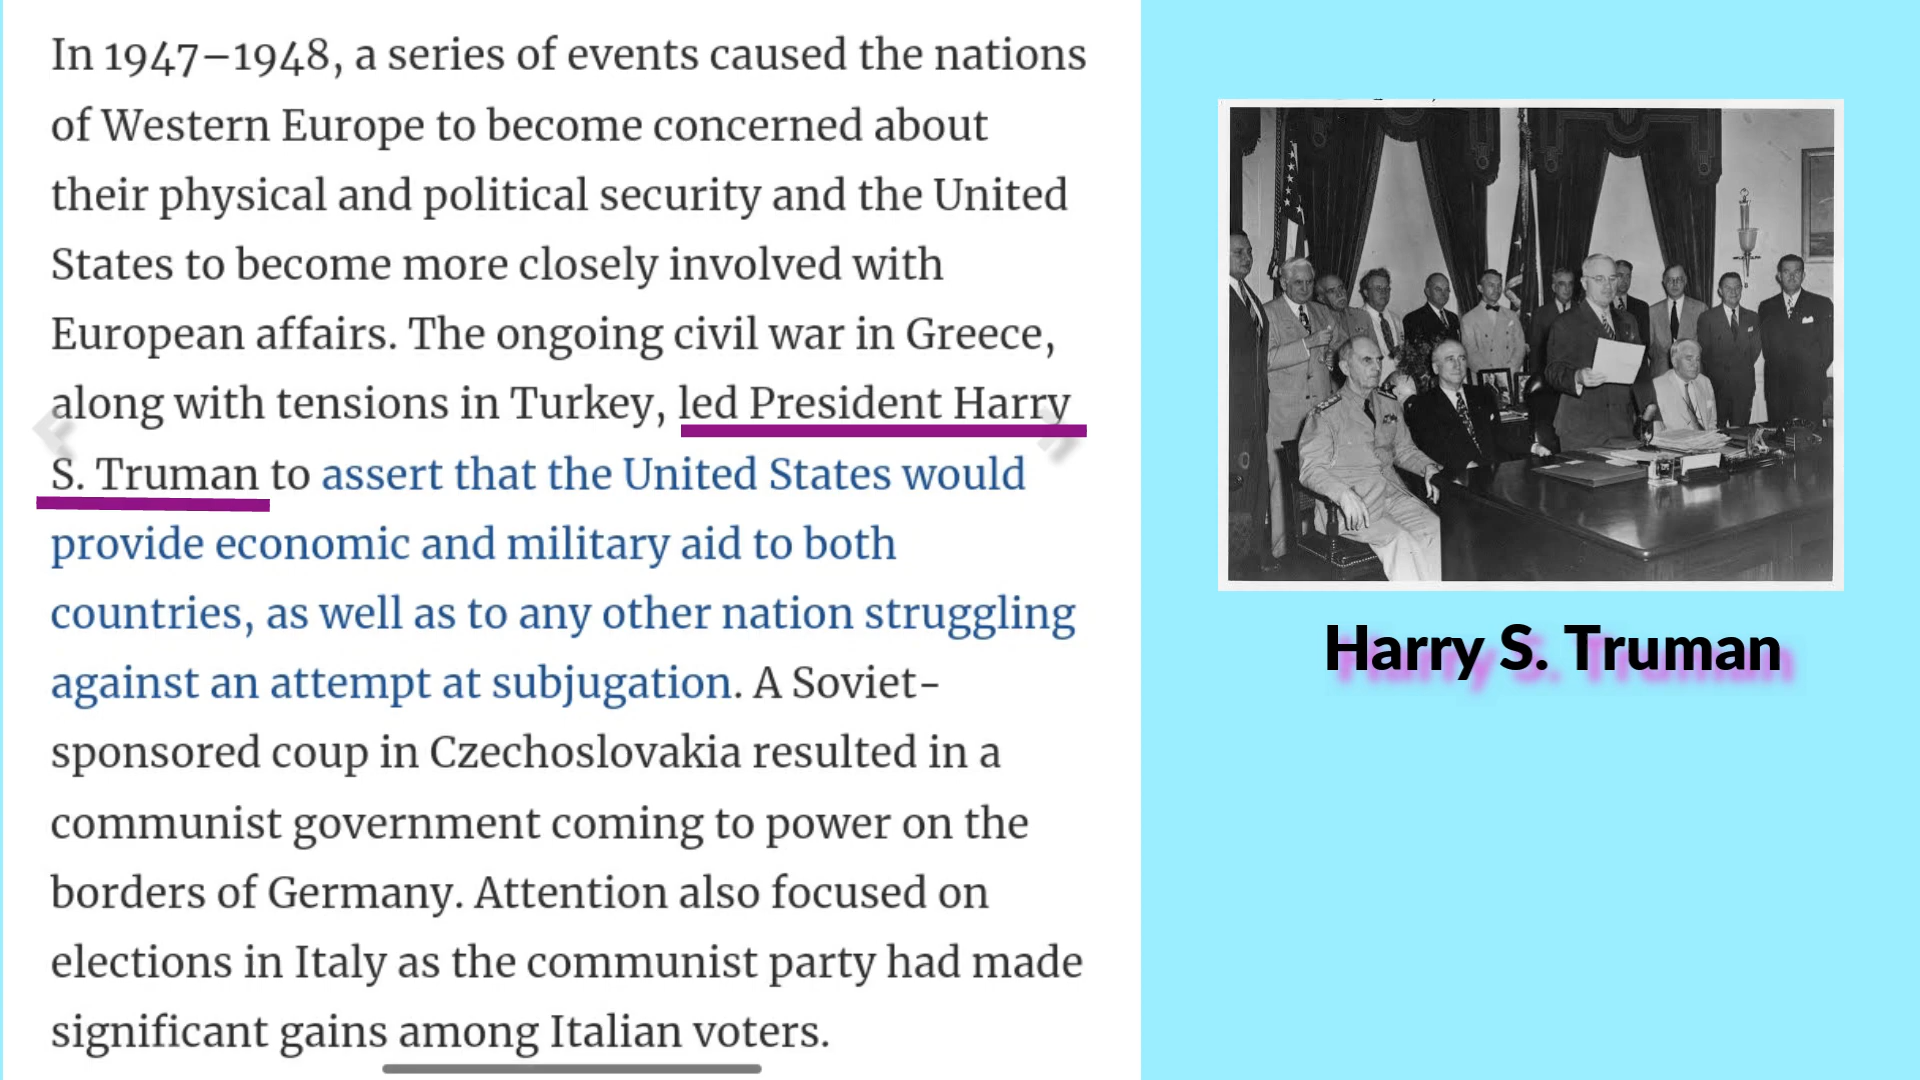 In 1947–1948, a series of events caused the nations
of Western Europe to become concerned about
their physical and political security and the United
States to become more closely involved with
European affairs. The ongoing civil war in Greece,
along with tensions in Turkey, led President Harry
S. Truman to assert that the United States would
provide economic and military aid to both
countries, as well as to any other nation struggling
against an attempt at subjugation. A Soviet-
sponsored coup in Czechoslovakia resulted in a
communist government coming to power on the
borders of Germany. Attention also focused on
elections in Italy as the communist party had made
significant gains among Italian voters.
Harry S. Truman